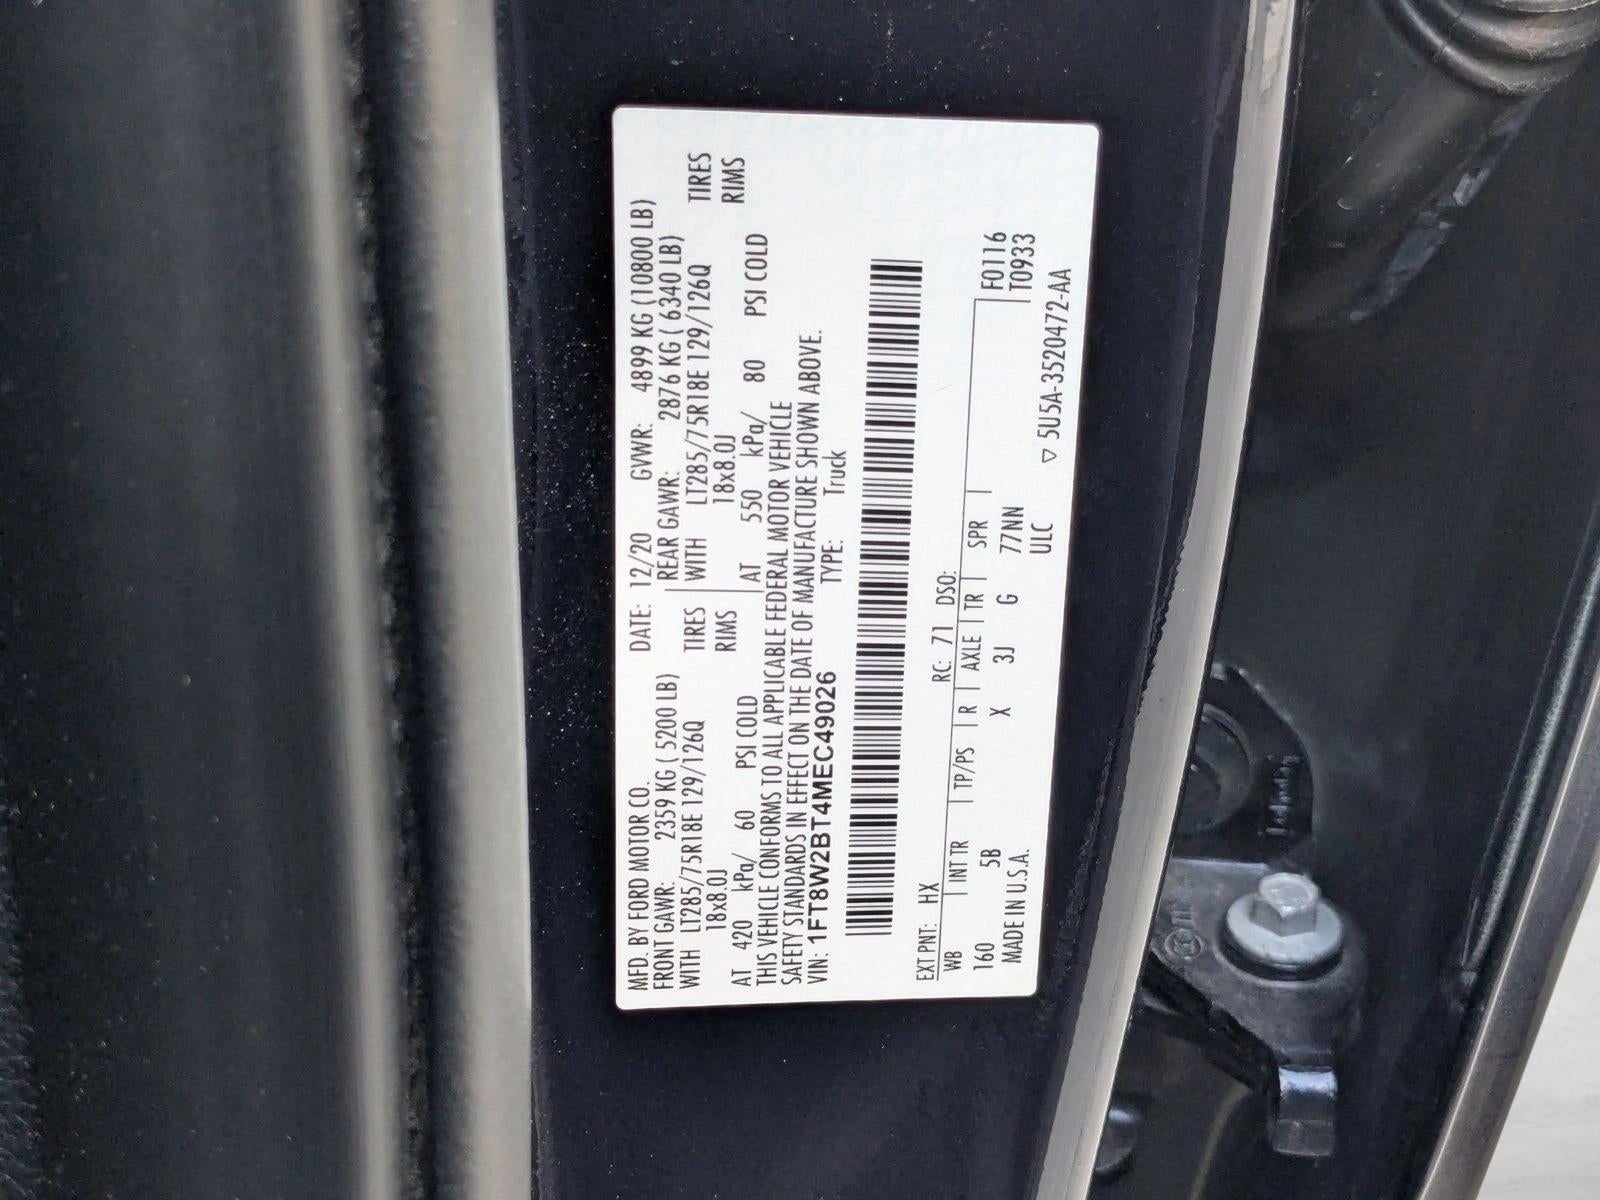 MFD. BY FORD MOTOR CO. DATE: 12/20 GVWR: 4899 KG (10800 LB)
FRONT GAWR: 2359 KG ( 5200 LB) REAR GAWR: 2876 KG ( 6340 LB)
WITH LT285/75R18E 129/126Q TIRES WITH LT285/75R18E 129/126Q TIRES
18x8.0J RIMS 18x8.0J RIMS
AT 420 kPa/ 60 PSI COLD AT 550 kPa/ 80 PSI COLD
THIS VEHICLE CONFORMS TO ALL APPLICABLE FEDERAL MOTOR VEHICLE
SAFETY STANDARDS IN EFFECT ON THE DATE OF MANUFACTURE SHOWN ABOVE.
VIN: 1FT8W2BT4MEC49026 TYPE: Truck
EXT PNT: HX RC: 71 DSO:
WB INT TR TP/PS R AXLE TR SPR F0116
160 5B X 3J G 77NN T0933
MADE IN U.S.A. ULC
▽ 5U5A-3520472-AA